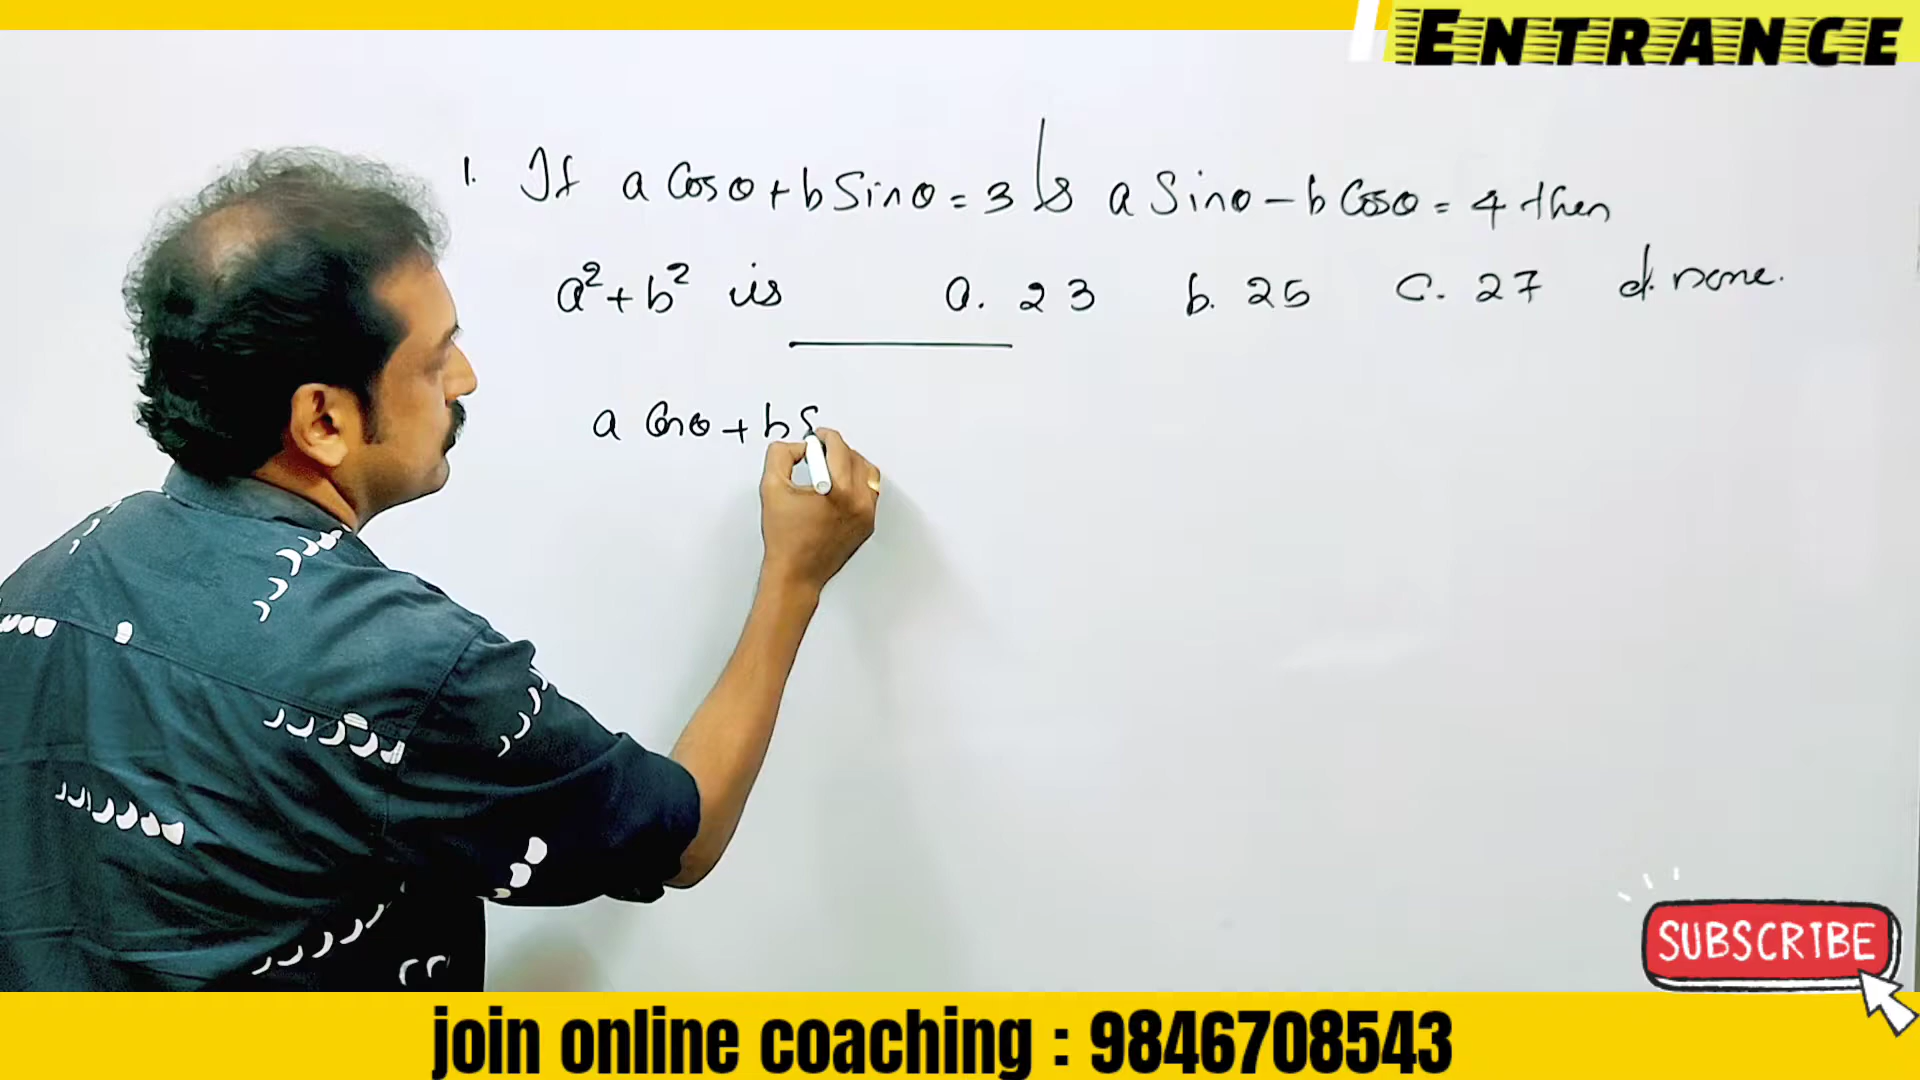 ENTRANCE
1. If a Cosθ + b Sinθ = 3 & a Sinθ - b Cosθ = 4 then
a² + b² is ______ a. 23 b. 25 c. 27 d. none.
a Cosθ + b S
SUBSCRIBE
join online coaching : 9846708543